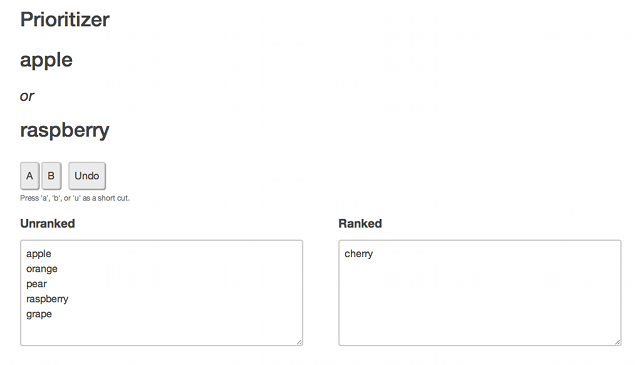 Prioritizer
apple
or
raspberry
A B Undo
Press 'a', 'b', or 'u' as a short cut.
Unranked
apple
orange
pear
raspberry
grape
Ranked
cherry